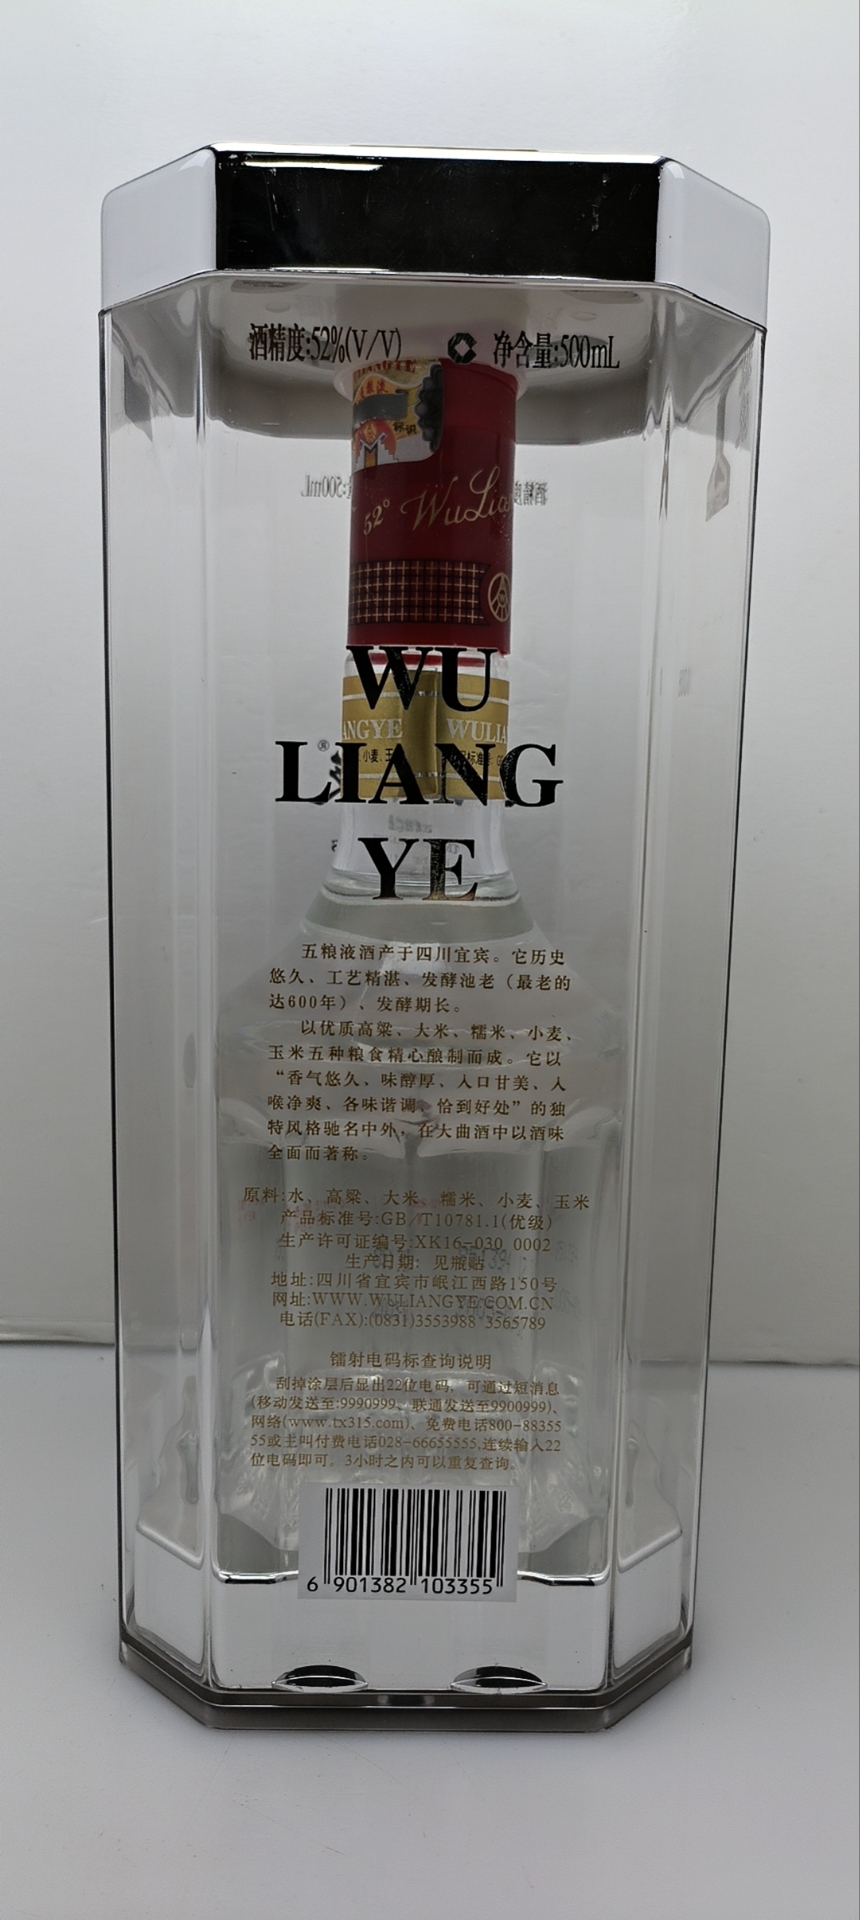 酒精度:52%(V/V) 净含量:500mL
52° WuLia
WU
ANGYE WULIA
小麦、玉
LIANG
®
YE
五粮液酒产于四川宜宾。它历史
悠久、工艺精湛、发酵池老（最老的
达600年）、发酵期长。
以优质高粱、大米、糯米、小麦、
玉米五种粮食精心酿制而成。它以
“香气悠久、味醇厚、入口甘美、入
喉净爽、各味谐调、恰到好处”的独
特风格驰名中外，在大曲酒中以酒味
全面而著称。
原料:水、高粱、大米、糯米、小麦、玉米
产品标准号:GB/T10781.1(优级)
生产许可证编号:XK16-030 0002
生产日期: 见瓶贴
地址:四川省宜宾市岷江西路150号
网址:WWW.WULIANGYE.COM.CN
电话(FAX):(0831)3553988 3565789
镭射电码标查询说明
刮掉涂层后显出22位电码，可通过短消息
(移动发送至:9990999、联通发送至9900999)、
网络(www.tx315.com)、免费电话800-88355
55或主叫付费电话028-66655555,连续输入22
位电码即可。3小时之内可以重复查询。
6 901382 103355